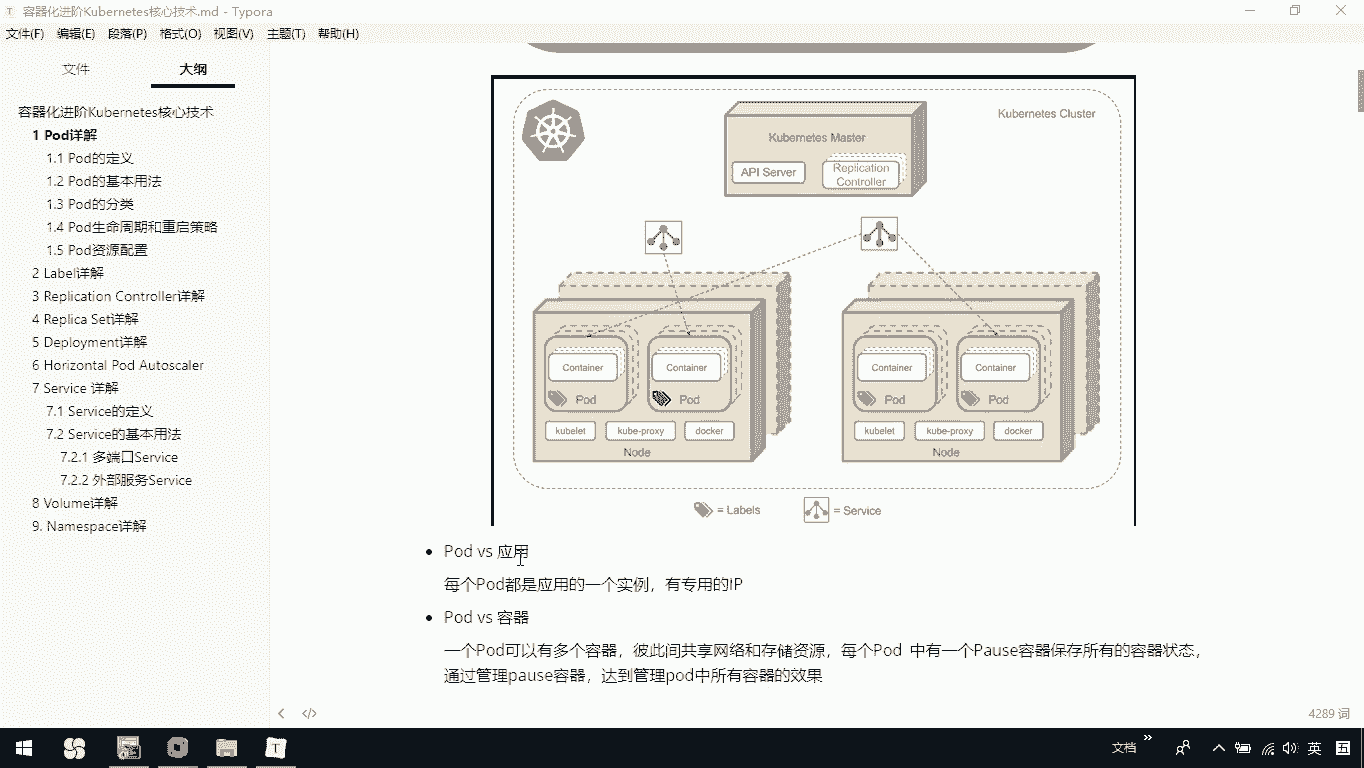 容器化进阶Kubernetes核心技术.md - Typora
文件(F) 编辑(E) 段落(P) 格式(O) 视图(V) 主题(T) 帮助(H)
文件 大纲
容器化进阶Kubernetes核心技术
1 Pod详解
1.1 Pod的定义
1.2 Pod的基本用法
1.3 Pod的分类
1.4 Pod生命周期和重启策略
1.5 Pod资源配置
2 Label详解
3 Replication Controller详解
4 Replica Set详解
5 Deployment详解
6 Horizontal Pod Autoscaler
7 Service 详解
7.1 Service的定义
7.2 Service的基本用法
7.2.1 多端口Service
7.2.2 外部服务Service
8 Volume详解
9. Namespace详解
Kubernetes Cluster
Kubernetes Master
API Server
Replication
Controller
Container Container Container Container
Pod Pod Pod Pod
kubelet kube-proxy docker kubelet kube-proxy docker
Node Node
= Labels = Service
Pod vs 应用
每个Pod都是应用的一个实例，有专用的IP
Pod vs 容器
一个Pod可以有多个容器，彼此间共享网络和存储资源，每个Pod 中有一个Pause容器保存所有的容器状态，
通过管理pause容器，达到管理pod中所有容器的效果
4289 词
文档 英 五